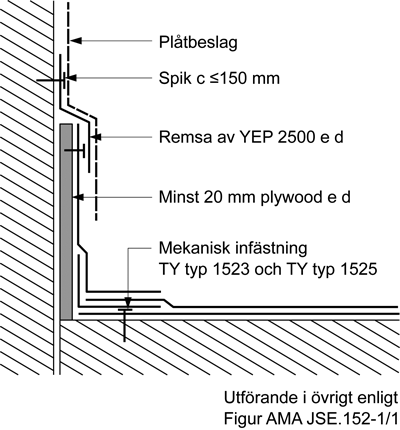 Plåtbeslag
Spik c ≤150 mm
Remsa av YEP 2500 e d
Minst 20 mm plywood e d
Mekanisk infästning
TY typ 1523 och TY typ 1525
Utförande i övrigt enligt
Figur AMA JSE.152-1/1